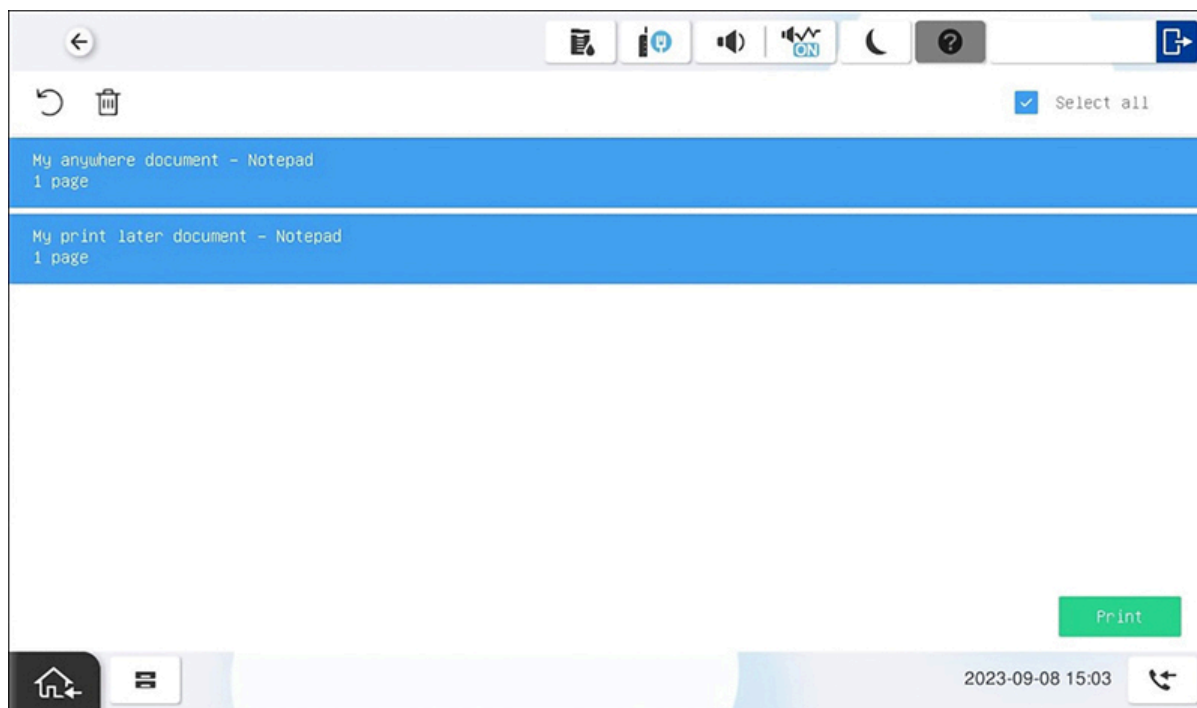 ON
?
Select all
My anywhere document - Notepad
1 page
My print later document - Notepad
1 page
Print
2023-09-08 15:03